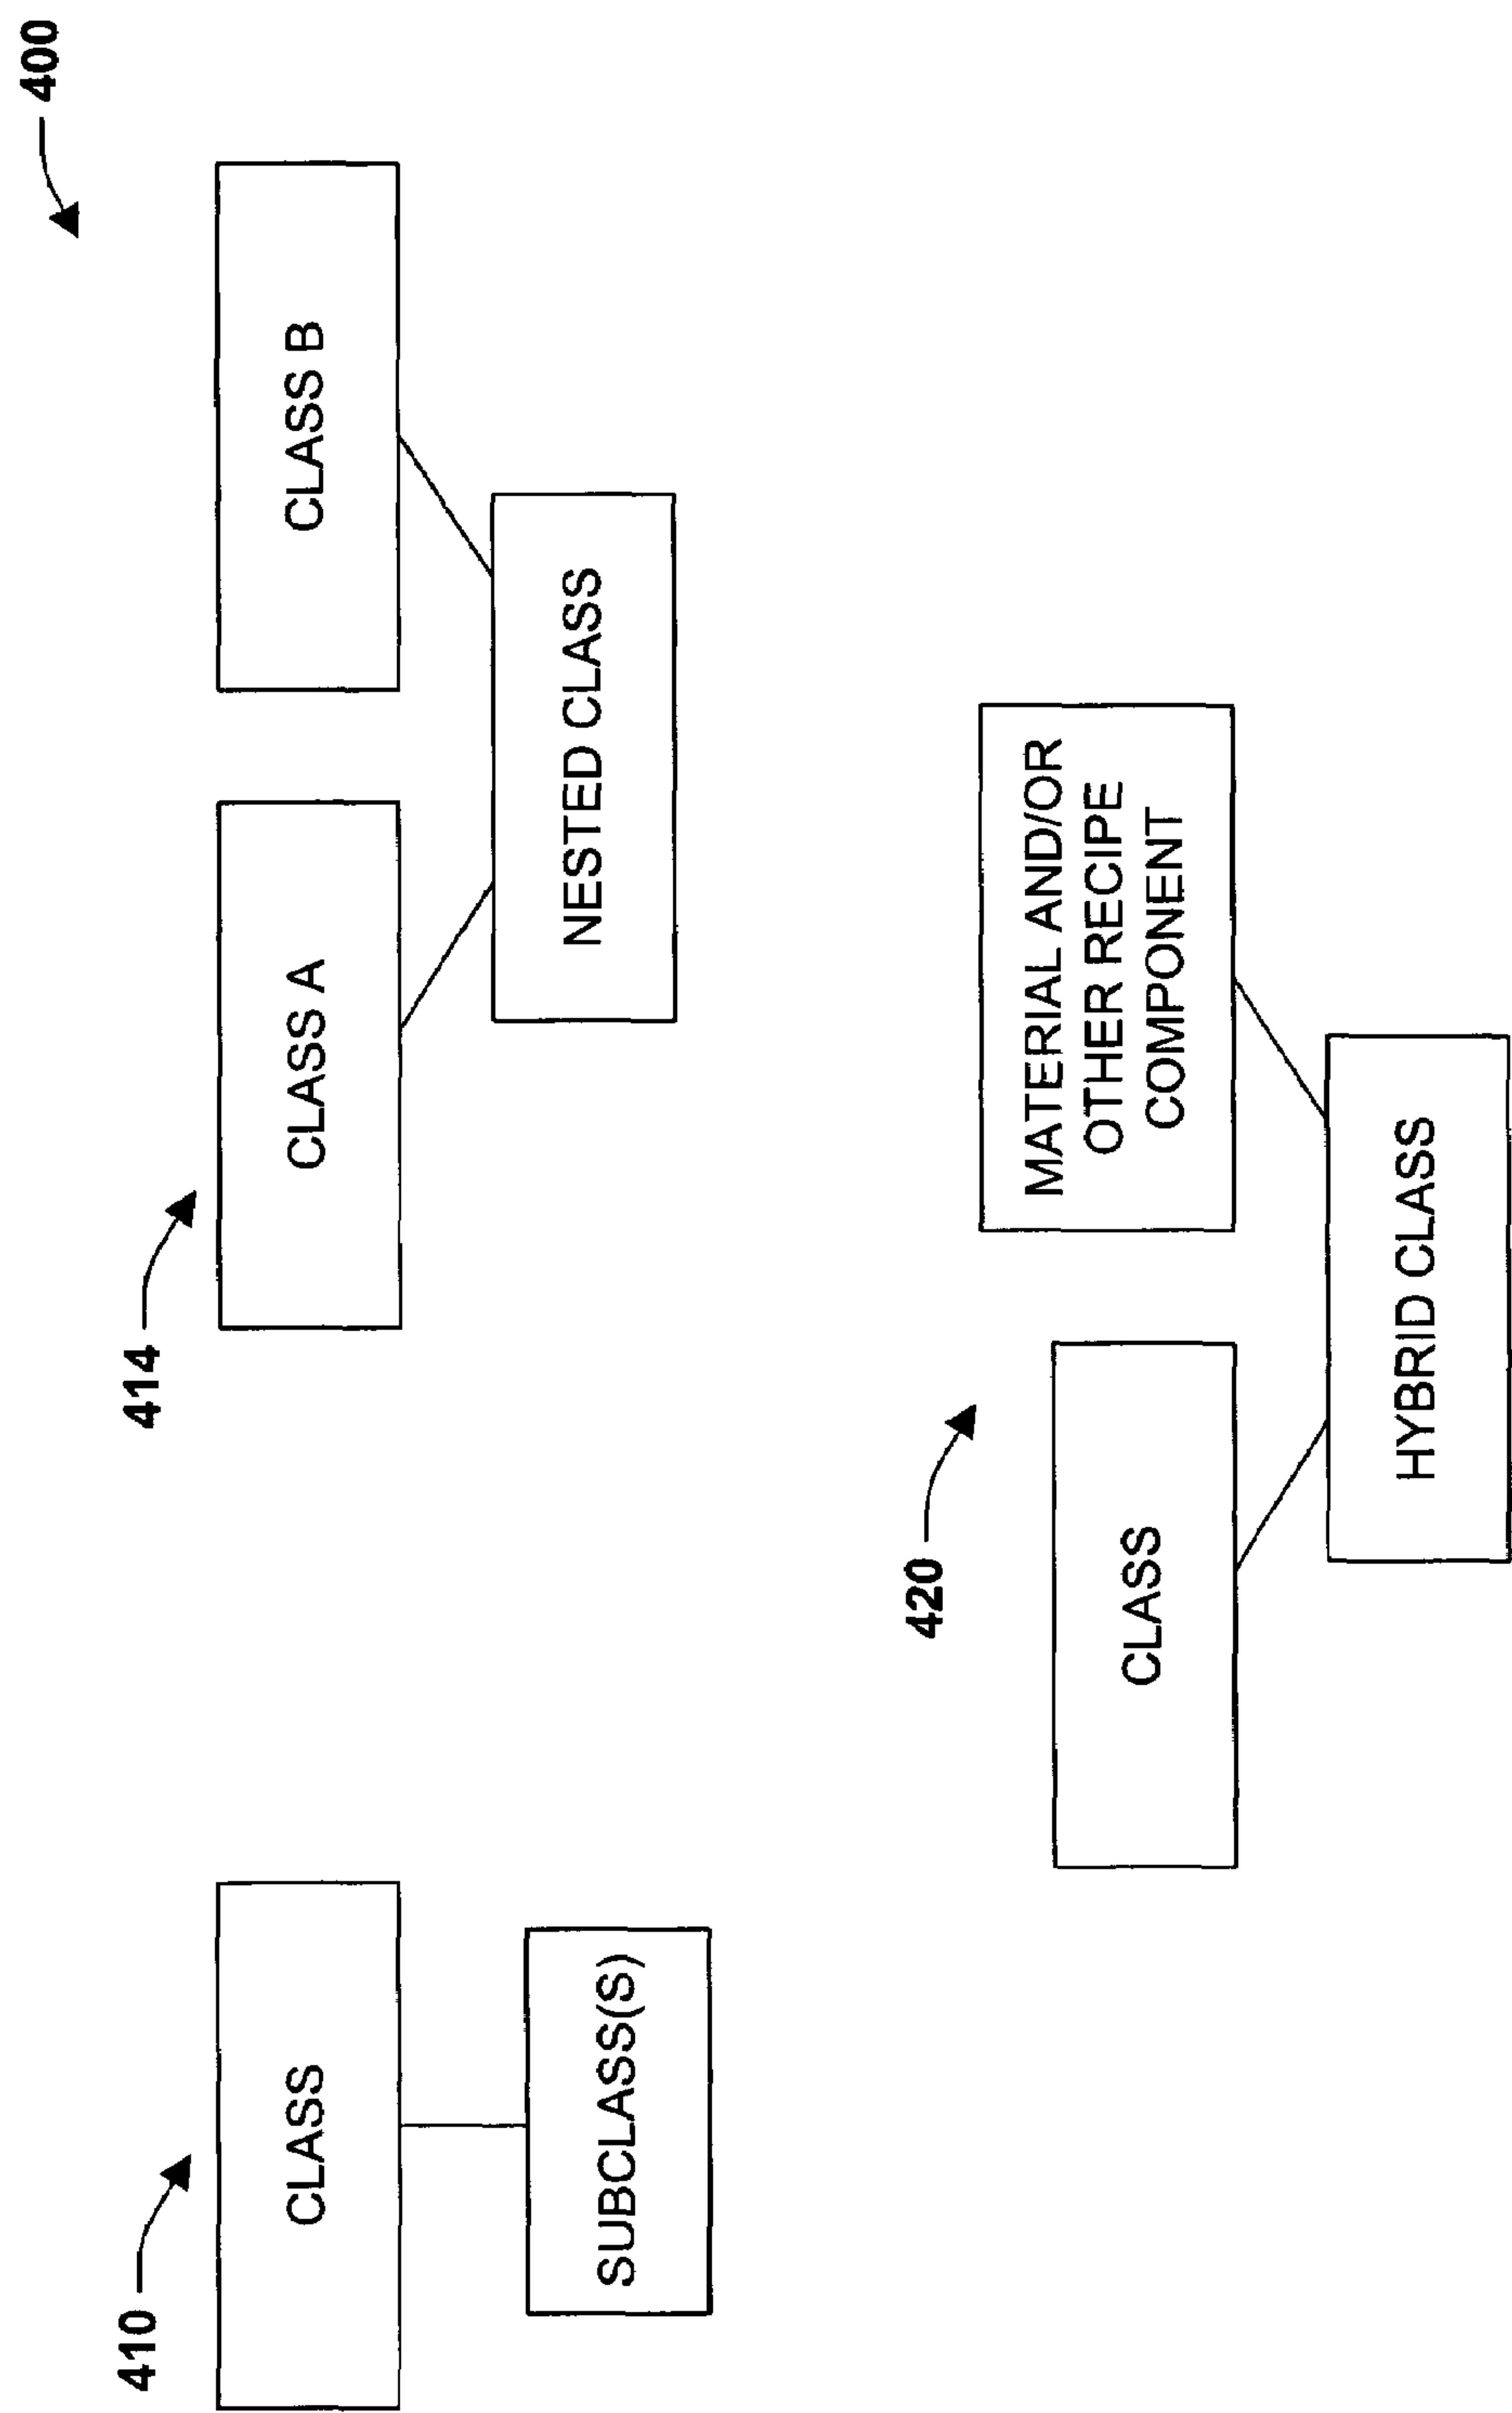 400
410
CLASS
SUBCLASS(S)
414
CLASS A
CLASS B
NESTED CLASS
420
CLASS
MATERIAL AND/OR
OTHER RECIPE
COMPONENT
HYBRID CLASS